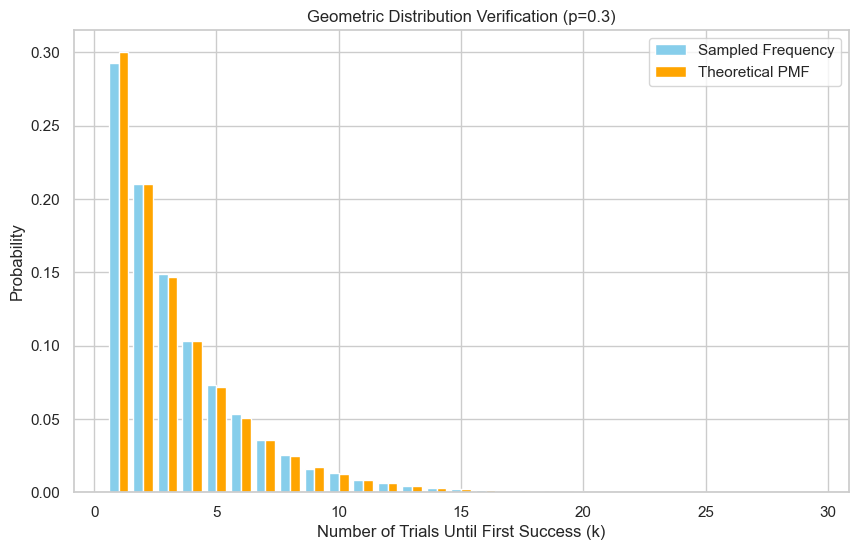 Geometric Distribution Verification (p=0.3)
Sampled Frequency
Theoretical PMF
Probability
0.30
0.25
0.20
0.15
0.10
0.05
0.00
0 5 10 15 20 25 30
Number of Trials Until First Success (k)